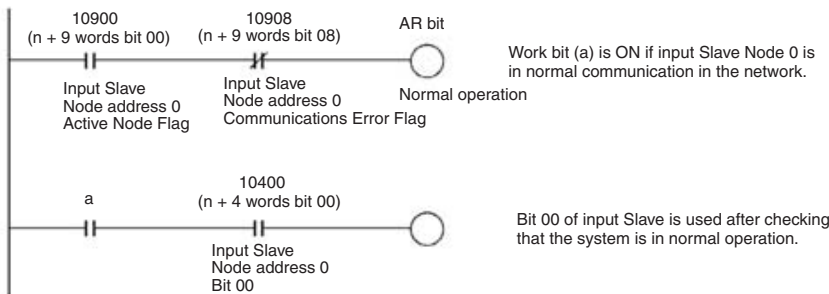 10900
(n + 9 words bit 00)
10908
(n + 9 words bit 08)
AR bit
Input Slave
Node address 0
Active Node Flag
Input Slave
Node address 0
Communications Error Flag
Normal operation
Work bit (a) is ON if input Slave Node 0 is
in normal communication in the network.
a
10400
(n + 4 words bit 00)
Input Slave
Node address 0
Bit 00
Bit 00 of input Slave is used after checking
that the system is in normal operation.